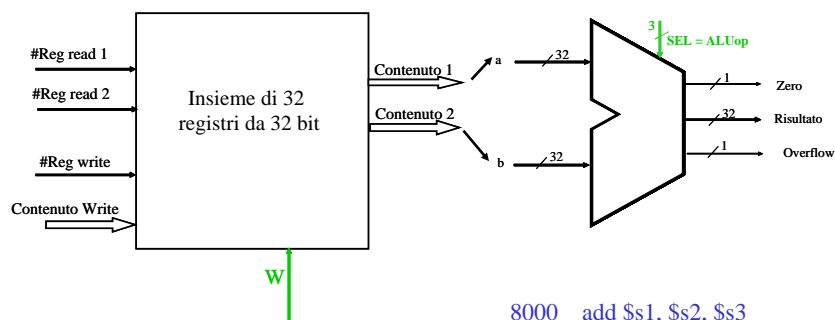 #Reg read 1
#Reg read 2
#Reg write
Contenuto Write
Insieme di 32
registri da 32 bit
W
Contenuto 1
Contenuto 2
a
b
32
32
3
SEL = ALUop
1
Zero
32
Risultato
1
Overflow
8000 add $s1, $s2, $s3